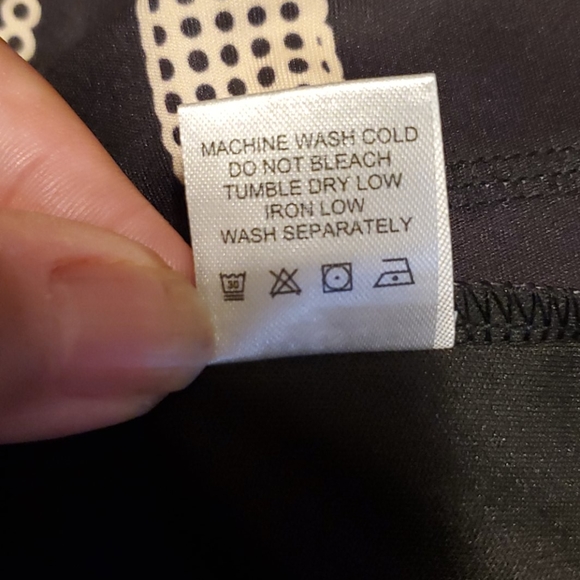 MACHINE WASH COLD
DO NOT BLEACH
TUMBLE DRY LOW
IRON LOW
WASH SEPARATELY
30